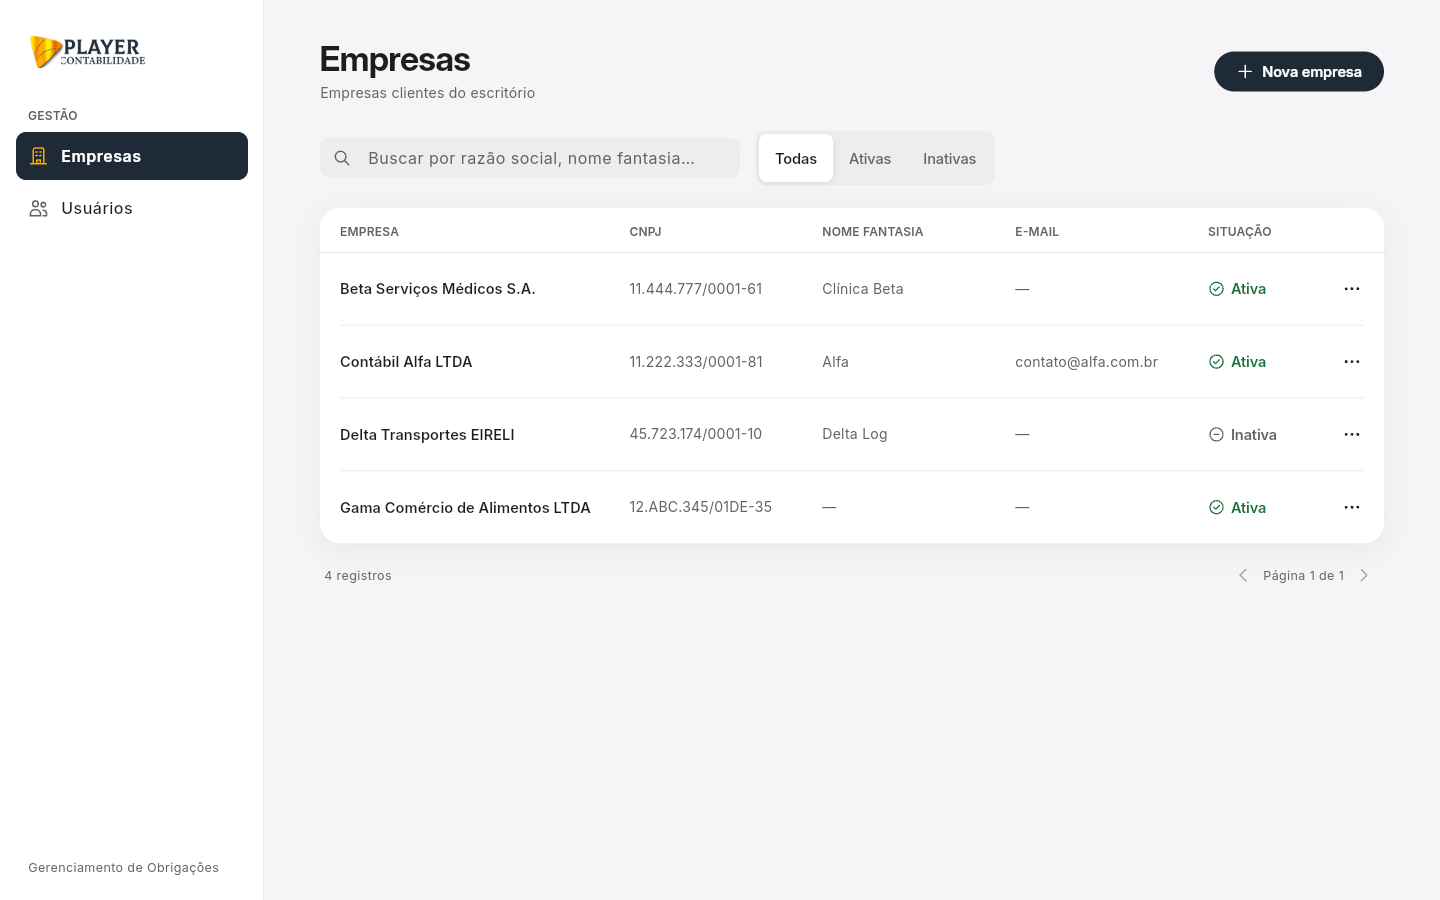 PLAYER
CONTABILIDADE
GESTÃO
Empresas
Usuários
Gerenciamento de Obrigações
Empresas
Empresas clientes do escritório
Nova empresa
Buscar por razão social, nome fantasia...
Todas Ativas Inativas
EMPRESA CNPJ NOME FANTASIA E-MAIL SITUAÇÃO
Beta Serviços Médicos S.A. 11.444.777/0001-61 Clínica Beta — Ativa
Contábil Alfa LTDA 11.222.333/0001-81 Alfa contato@alfa.com.br Ativa
Delta Transportes EIRELI 45.723.174/0001-10 Delta Log — Inativa
Gama Comércio de Alimentos LTDA 12.ABC.345/01DE-35 — — Ativa
4 registros Página 1 de 1